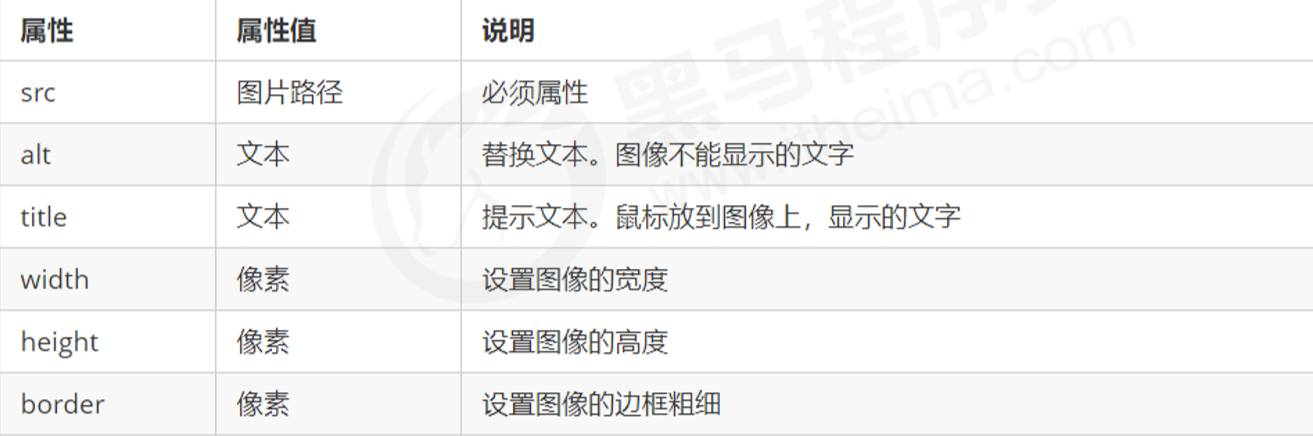 属性 属性值 说明
src 图片路径 必须属性
alt 文本 替换文本。图像不能显示的文字
title 文本 提示文本。鼠标放到图像上，显示的文字
width 像素 设置图像的宽度
height 像素 设置图像的高度
border 像素 设置图像的边框粗细
黑马程序
www.itheima.com